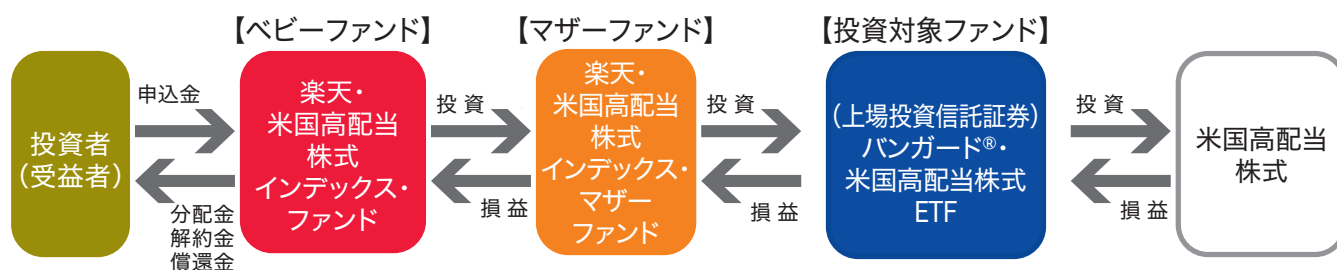 【ベビーファンド】
【マザーファンド】
【投資対象ファンド】
投資者
(受益者)
申込金
分配金
解約金
償還金
楽天・
米国高配当
株式
インデックス・
ファンド
投 資
損 益
楽天・
米国高配当
株式
インデックス・
マザー
ファンド
投 資
損 益
(上場投資信託証券)
バンガード®・
米国高配当株式
ETF
投 資
損 益
米国高配当
株式